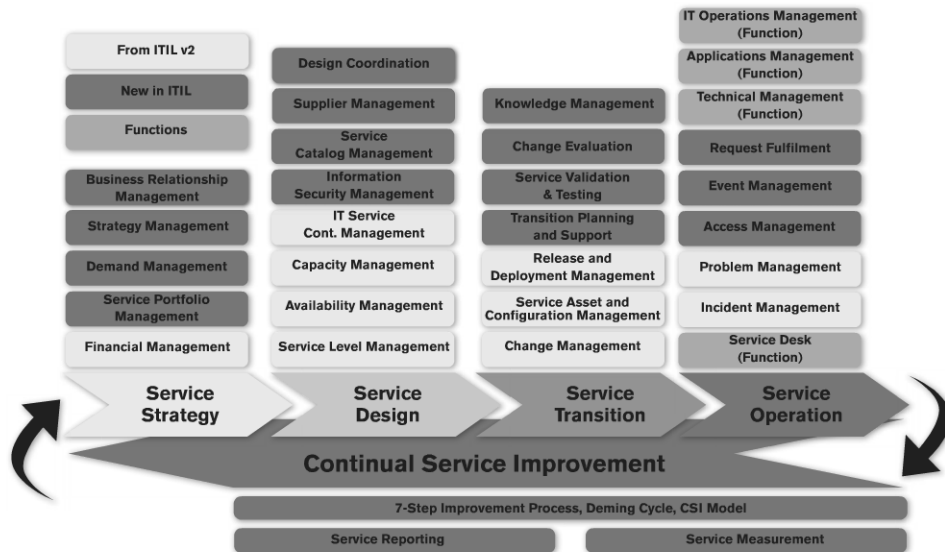 From ITIL v2
New in ITIL
Functions
Business Relationship
Management
Strategy Management
Demand Management
Service Portfolio
Management
Financial Management
Design Coordination
Supplier Management
Service
Catalog Management
Information
Security Management
IT Service
Cont. Management
Capacity Management
Availability Management
Service Level Management
Knowledge Management
Change Evaluation
Service Validation
& Testing
Transition Planning
and Support
Release and
Deployment Management
Service Asset and
Configuration Management
Change Management
IT Operations Management
(Function)
Applications Management
(Function)
Technical Management
(Function)
Request Fulfilment
Event Management
Access Management
Problem Management
Incident Management
Service Desk
(Function)
Service
Strategy
Service
Design
Service
Transition
Service
Operation
Continual Service Improvement
7-Step Improvement Process, Deming Cycle, CSI Model
Service Reporting
Service Measurement